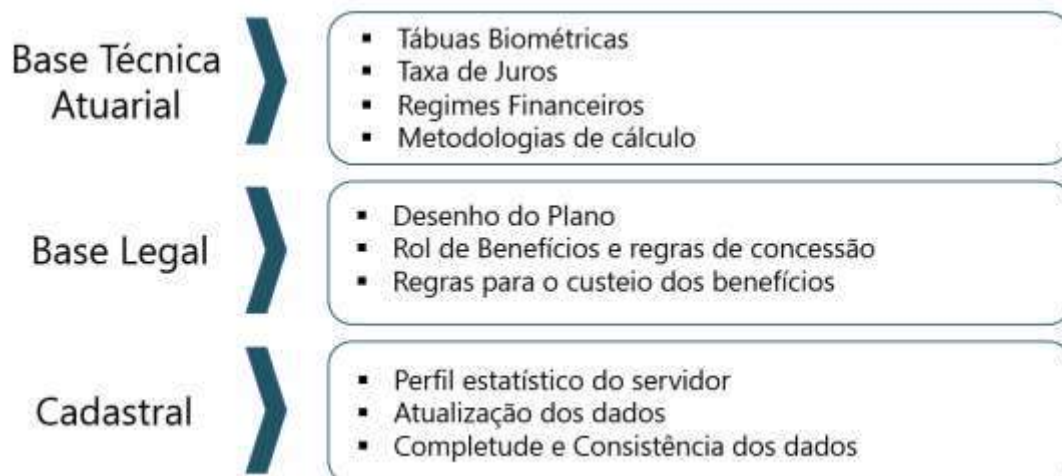 Base Técnica
Atuarial
▪ Tábuas Biométricas
▪ Taxa de Juros
▪ Regimes Financeiros
▪ Metodologias de cálculo
Base Legal
▪ Desenho do Plano
▪ Rol de Benefícios e regras de concessão
▪ Regras para o custeio dos benefícios
Cadastral
▪ Perfil estatístico do servidor
▪ Atualização dos dados
▪ Completude e Consistência dos dados